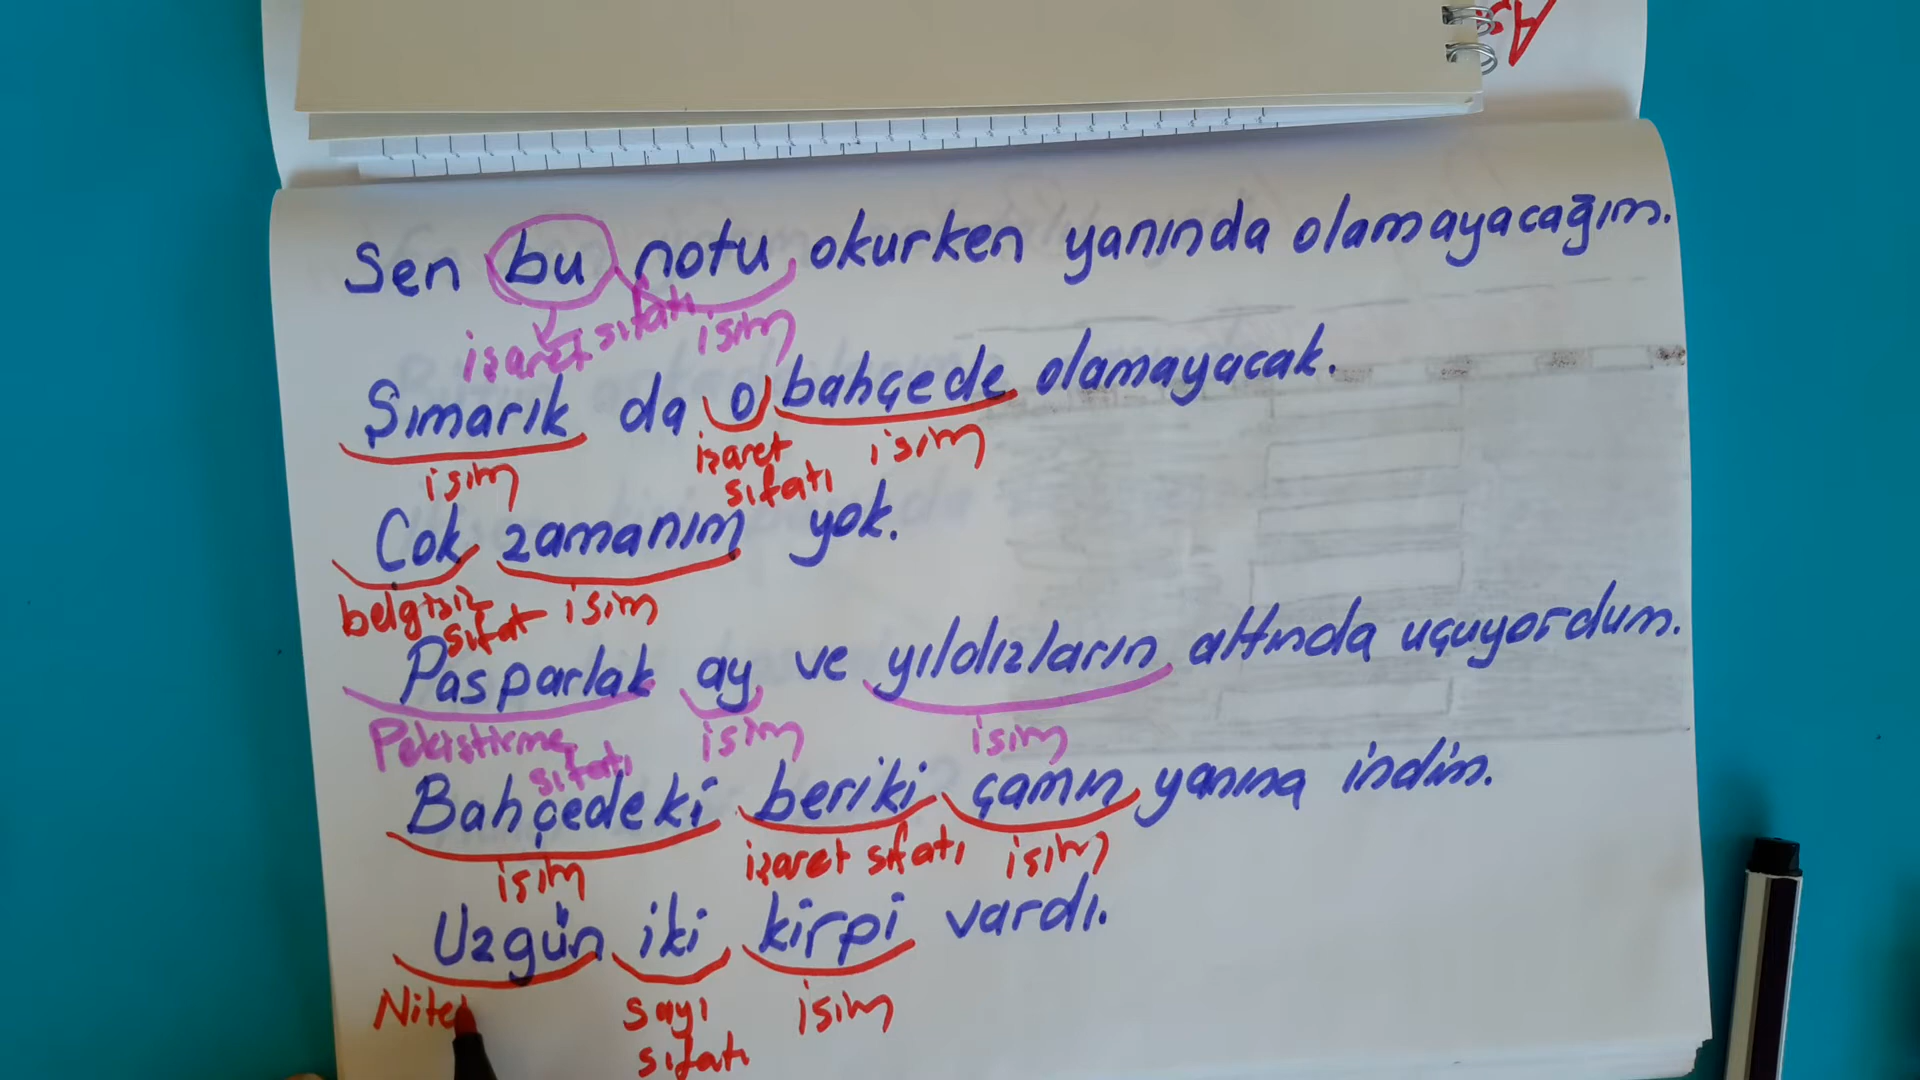 Sen bu notu okurken yanında olamayacağım.
işaret sıfatı isim
Şımarık da o bahçede olamayacak.
isim işaret sıfatı isim
Çok zamanım yok.
belgisiz sıfat isim
Pasparlak ay ve yıldızların altında uçuyordum.
Pekiştirme sıfatı isim isim
Bahçedeki beriki çamın yanına indim.
isim işaret sıfatı isim
Uzgün iki kirpi vardı.
Nite sayı sıfatı isim